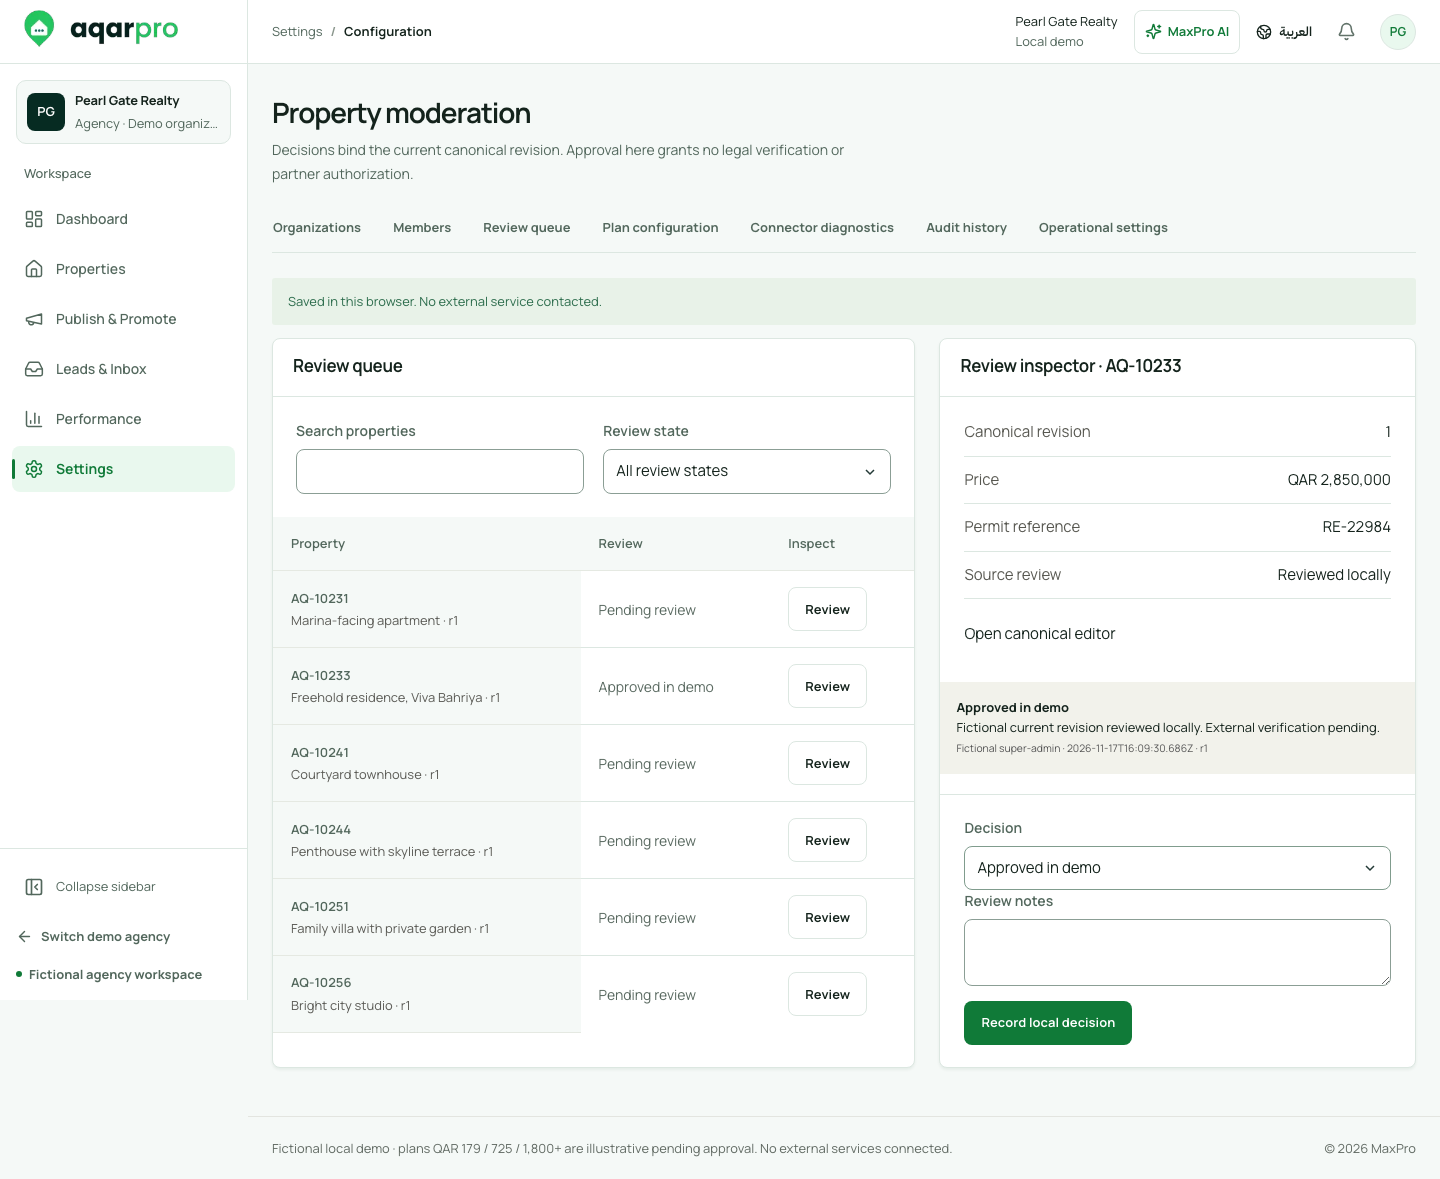 aqarpro
Settings / Configuration
Pearl Gate Realty
Local demo
MaxPro AI
العربية
PG
PG
Pearl Gate Realty
Agency · Demo organiz...
Workspace
Dashboard
Properties
Publish & Promote
Leads & Inbox
Performance
Settings
Collapse sidebar
Switch demo agency
Fictional agency workspace
Property moderation
Decisions bind the current canonical revision. Approval here grants no legal verification or
partner authorization.
Organizations Members Review queue Plan configuration Connector diagnostics Audit history Operational settings
Saved in this browser. No external service contacted.
Review queue
Search properties
Review state
All review states
Property Review Inspect
AQ-10231
Marina-facing apartment · r1
Pending review
Review
AQ-10233
Freehold residence, Viva Bahriya · r1
Approved in demo
Review
AQ-10241
Courtyard townhouse · r1
Pending review
Review
AQ-10244
Penthouse with skyline terrace · r1
Pending review
Review
AQ-10251
Family villa with private garden · r1
Pending review
Review
AQ-10256
Bright city studio · r1
Pending review
Review
Review inspector · AQ-10233
Canonical revision 1
Price QAR 2,850,000
Permit reference RE-22984
Source review Reviewed locally
Open canonical editor
Approved in demo
Fictional current revision reviewed locally. External verification pending.
Fictional super-admin · 2026-11-17T16:09:30.686Z · r1
Decision
Approved in demo
Review notes
Record local decision
Fictional local demo · plans QAR 179 / 725 / 1,800+ are illustrative pending approval. No external services connected.
© 2026 MaxPro